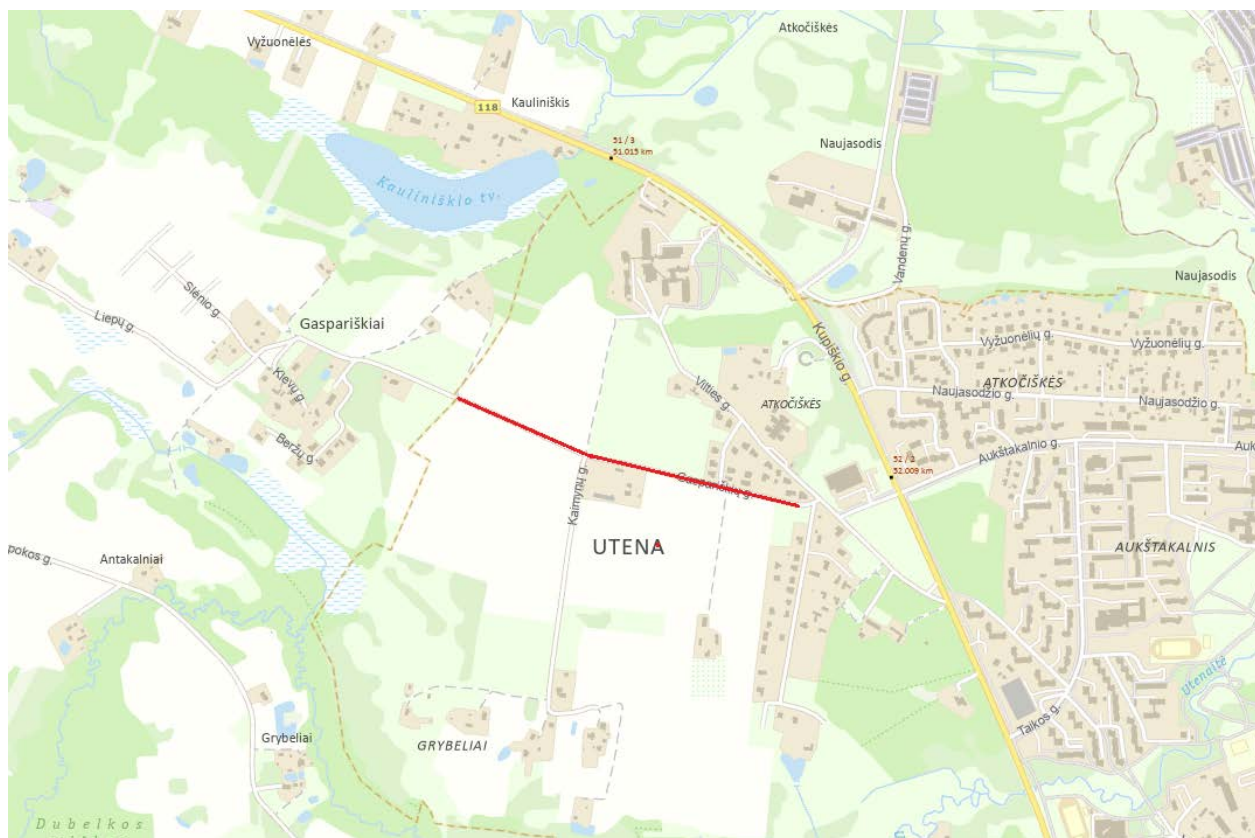 Atkočiškės
Vyžuonėlės
Kauliniškis
118
51 / 3
51.015 km
Naujasodis
Kauliniškio tv.
Vandenų g.
Naujasodis
Slėnio g.
Liepų g.
Gaspariškiai
Kupiškio g.
Vyžuonėlių g.
Vyžuonėlių g.
ATKOČIŠKĖS
Klevų g.
Vilties g.
Naujasodžio g.
Naujasodžio g.
ATKOČIŠKĖS
Beržų g.
Aukštakalnio g.
Auk
52 / 2
52.009 km
Kaimynų g.
Gaspariškių g.
UTENA
AUKŠTAKALNIS
pokos g.
Antakalniai
ytenaitė
Taikos g.
Grybeliai
GRYBELIAI
Dubelkos